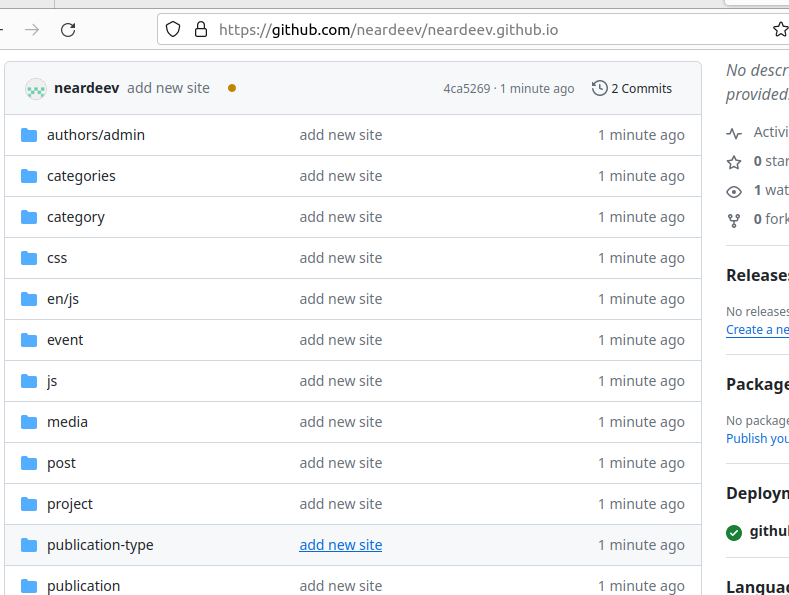 https://github.com/neardeev/neardeev.github.io
neardeev add new site 4ca5269 · 1 minute ago 2 Commits
authors/admin add new site 1 minute ago
categories add new site 1 minute ago
category add new site 1 minute ago
css add new site 1 minute ago
en/js add new site 1 minute ago
event add new site 1 minute ago
js add new site 1 minute ago
media add new site 1 minute ago
post add new site 1 minute ago
project add new site 1 minute ago
publication-type add new site 1 minute ago
publication add new site 1 minute ago
No descr
provided.
Activi
0 star
1 wat
0 fork
Releases
No releases
Create a ne
Package
No package
Publish you
Deployn
githul
Languag